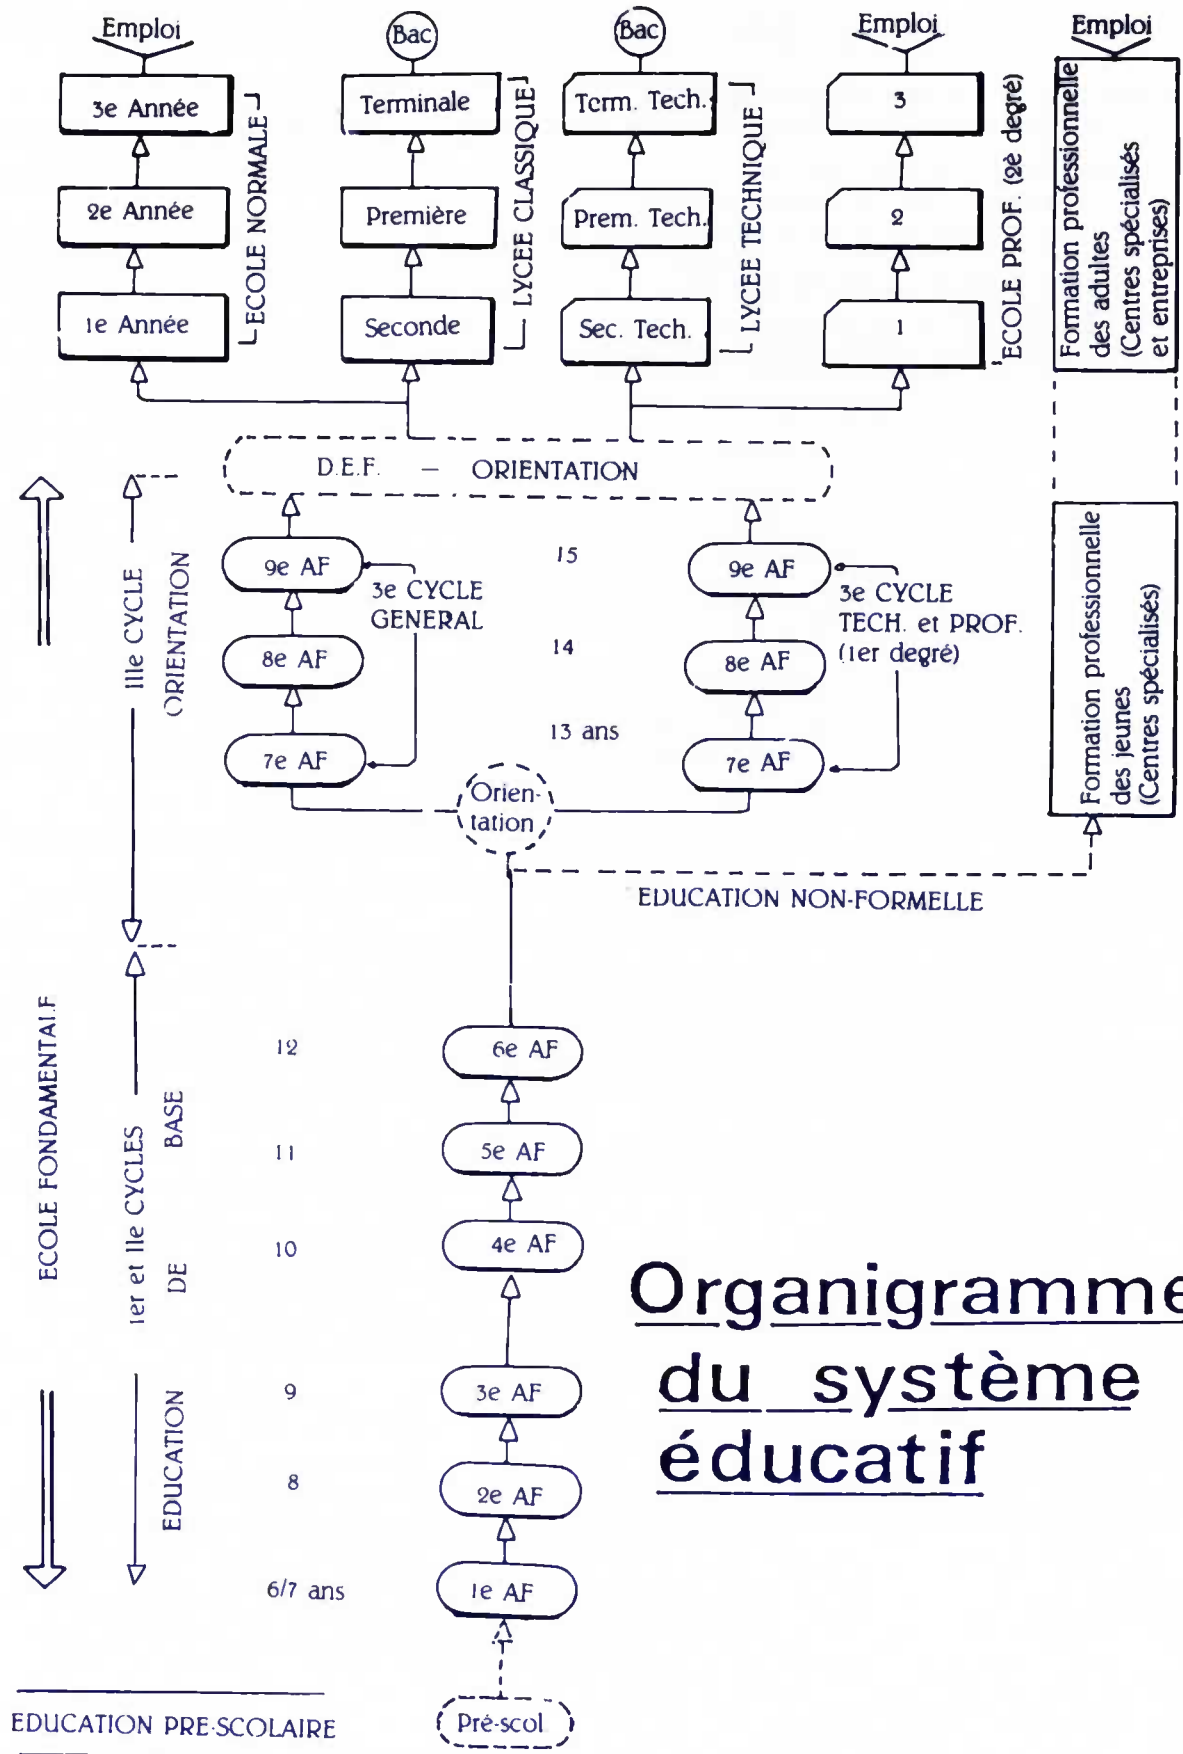 Emploi
Bac
Bac
Emploi
Emploi
3e Année
Terminale
Term. Tech.
3
2e Année
Première
Prem. Tech.
2
1e Année
Seconde
Sec. Tech.
1
ECOLE NORMALE
LYCEE CLASSIQUE
LYCEE TECHNIQUE
ECOLE PROF. (2è degré)
Formation professionnelle
des adultes
(Centres spécialisés
et entreprises)
D.E.F. – ORIENTATION
IIIe CYCLE
ORIENTATION
9e AF
3e CYCLE
GENERAL
8e AF
7e AF
15
14
13 ans
9e AF
3e CYCLE
TECH. et PROF.
(1er degré)
8e AF
7e AF
Formation professionnelle
des jeunes
(Centres spécialisés)
Orien-
tation
EDUCATION NON-FORMELLE
ECOLE FONDAMENTALE
1er et IIe CYCLES
EDUCATION DE BASE
12
6e AF
11
5e AF
10
4e AF
9
3e AF
8
2e AF
6/7 ans
1e AF
Organigramme
du système
éducatif
EDUCATION PRE-SCOLAIRE
Pré-scol